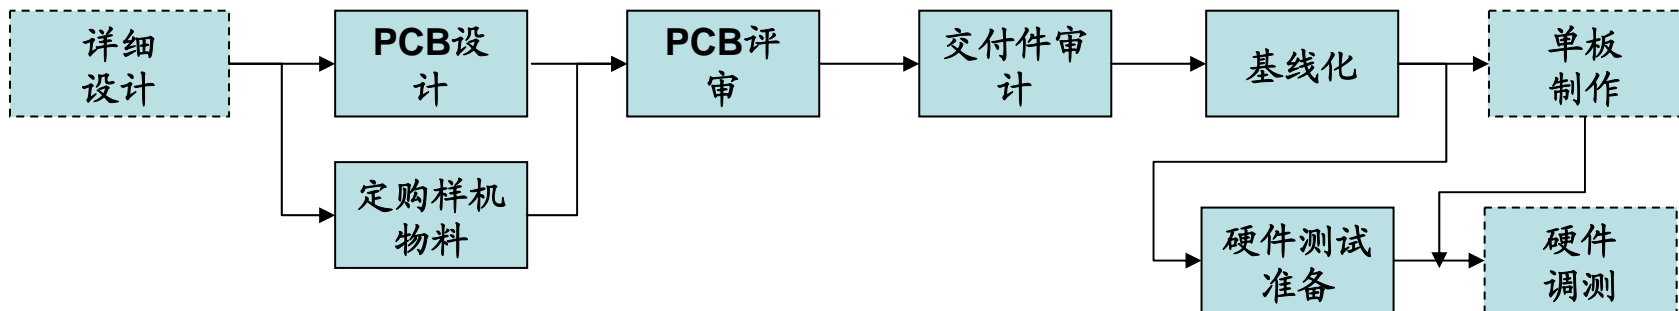 详细
设计
PCB设
计
PCB评
审
交付件审
计
基线化
单板
制作
定购样机
物料
硬件测试
准备
硬件
调测